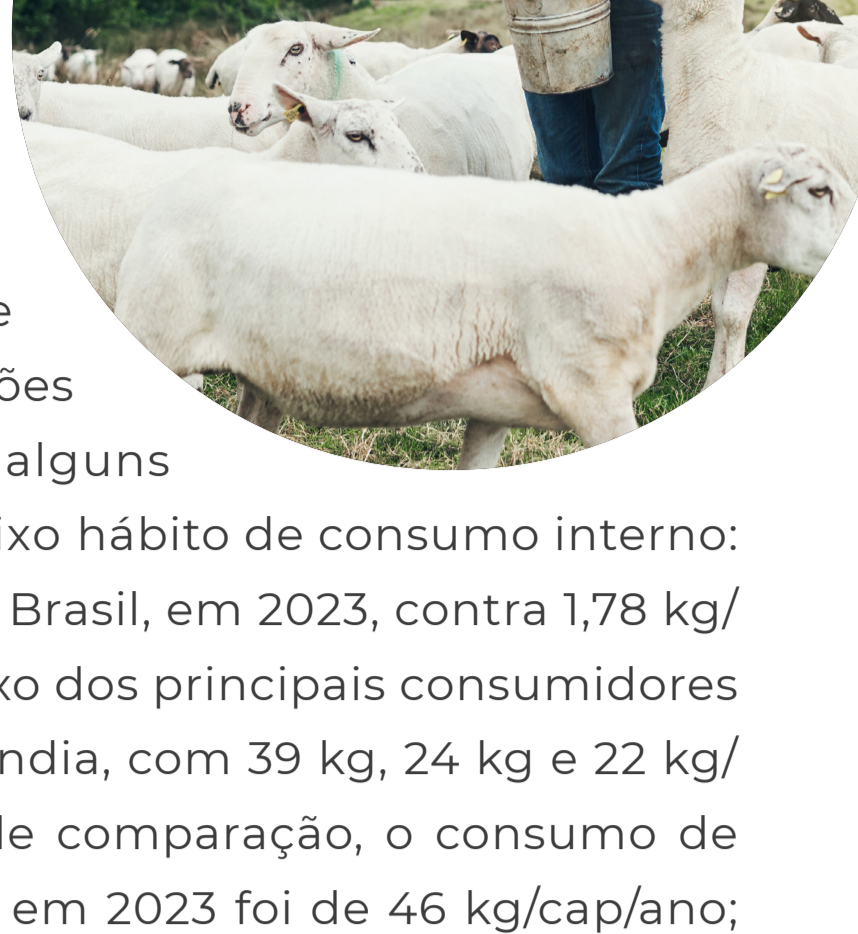 e
ões
alguns
ixo hábito de consumo interno:
Brasil, em 2023, contra 1,78 kg/
xo dos principais consumidores
ndia, com 39 kg, 24 kg e 22 kg/
de comparação, o consumo de
em 2023 foi de 46 kg/cap/ano;